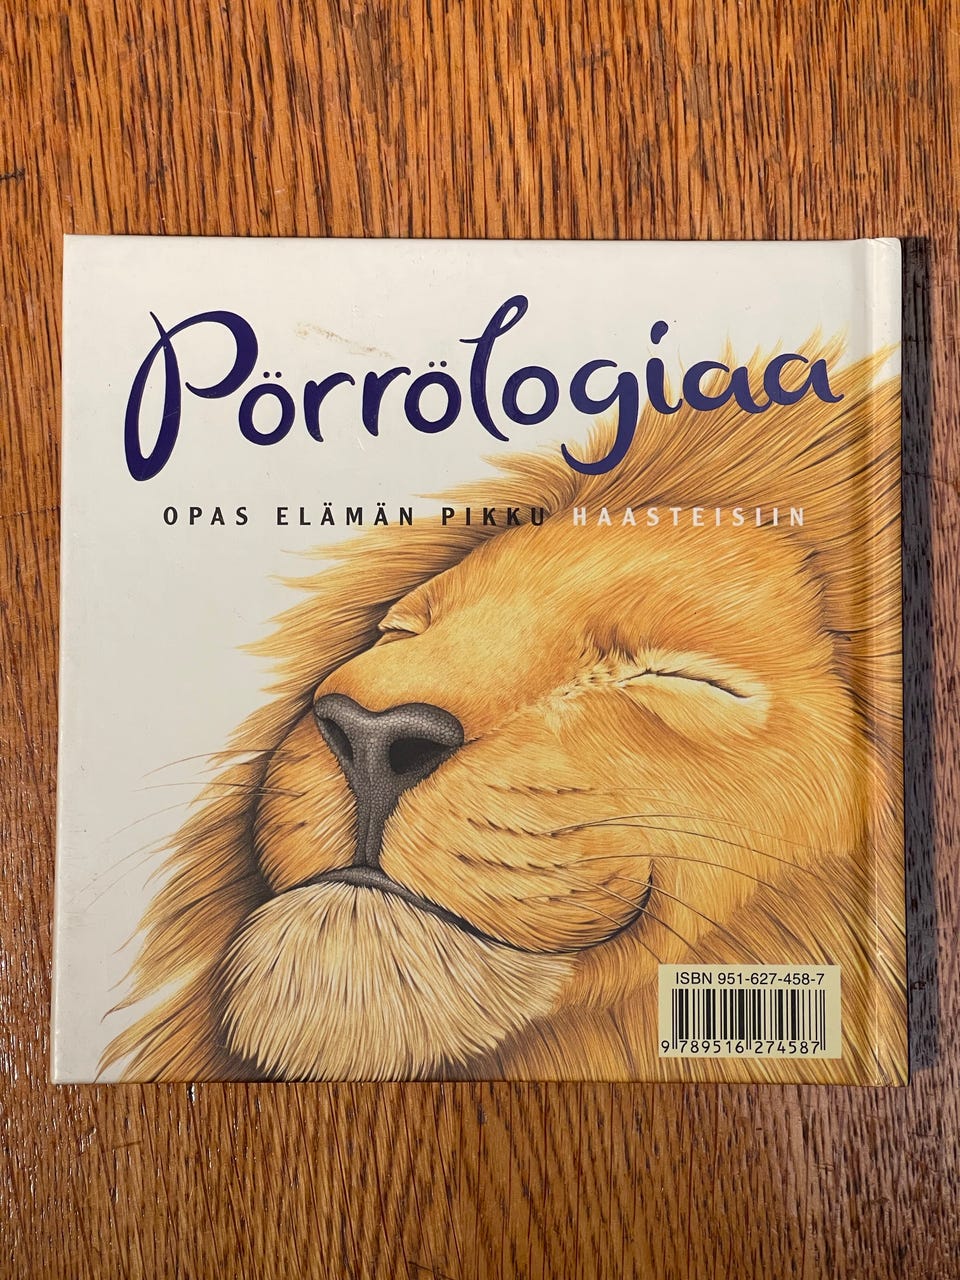 Pörrölogiaa
OPAS ELÄMÄN PIKKU HAASTEISIIN
ISBN 951-627-458-7
9 789516 274587